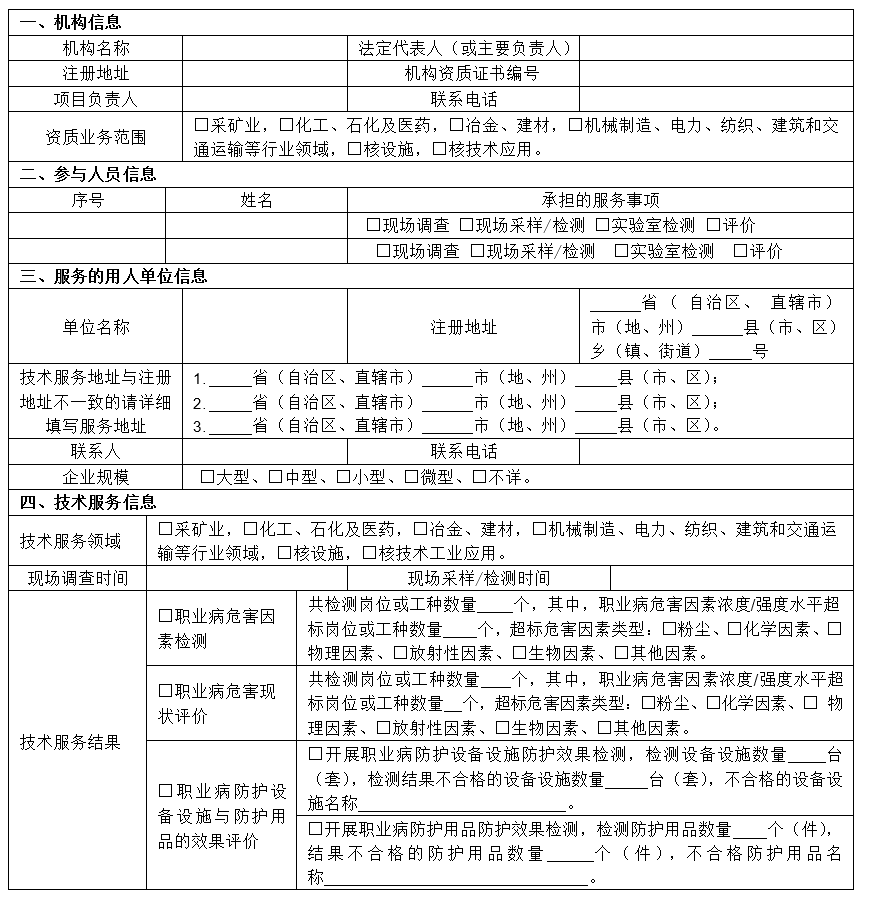 一、机构信息
机构名称 法定代表人（或主要负责人）
注册地址 机构资质证书编号
项目负责人 联系电话
资质业务范围
□采矿业，□化工、石化及医药，□冶金、建材，□机械制造、电力、纺织、建筑和交
通运输等行业领域，□核设施，□核技术应用。
二、参与人员信息
序号 姓名 承担的服务事项
□现场调查 □现场采样/检测 □实验室检测 □评价
□现场调查 □现场采样/检测 □实验室检测 □评价
三、服务的用人单位信息
单位名称 注册地址
______省（ 自治区、 直辖市）
市（地、州）______县（市、区）
乡（镇、街道）_____号
技术服务地址与注册
地址不一致的请详细
填写服务地址
1._____省（自治区、直辖市）______市（地、州）_____县（市、区）；
2._____省（自治区、直辖市）______市（地、州）_____县（市、区）；
3._____省（自治区、直辖市）______市（地、州）_____县（市、区）。
联系人 联系电话
企业规模 □大型、□中型、□小型、□微型、□不详。
四、技术服务信息
技术服务领域
□采矿业，□化工、石化及医药，□冶金、建材，□机械制造、电力、纺织、建筑和交通运
输等行业领域，□核设施，□核技术工业应用。
现场调查时间 现场采样/检测时间
技术服务结果
□职业病危害因
素检测
共检测岗位或工种数量____个，其中，职业病危害因素浓度/强度水平超
标岗位或工种数量____个，超标危害因素类型：□粉尘、□化学因素、□
物理因素、□放射性因素、□生物因素、□其他因素。
□职业病危害现
状评价
共检测岗位或工种数量____个，其中，职业病危害因素浓度/强度水平超
标岗位或工种数量__个，超标危害因素类型：□粉尘、□化学因素、□ 物
理因素、□放射性因素、□生物因素、□其他因素。
□职业病防护设
备设施与防护用
品的效果评价
□开展职业病防护设备设施防护效果检测，检测设备设施数量_____台
（套），检测结果不合格的设备设施数量_____台（套），不合格的设备设
施名称________________________。
□开展职业病防护用品防护效果检测，检测防护用品数量____个（件），
结果不合格的防护用品数量_____个（件），不合格防护用品名
称______________________________。